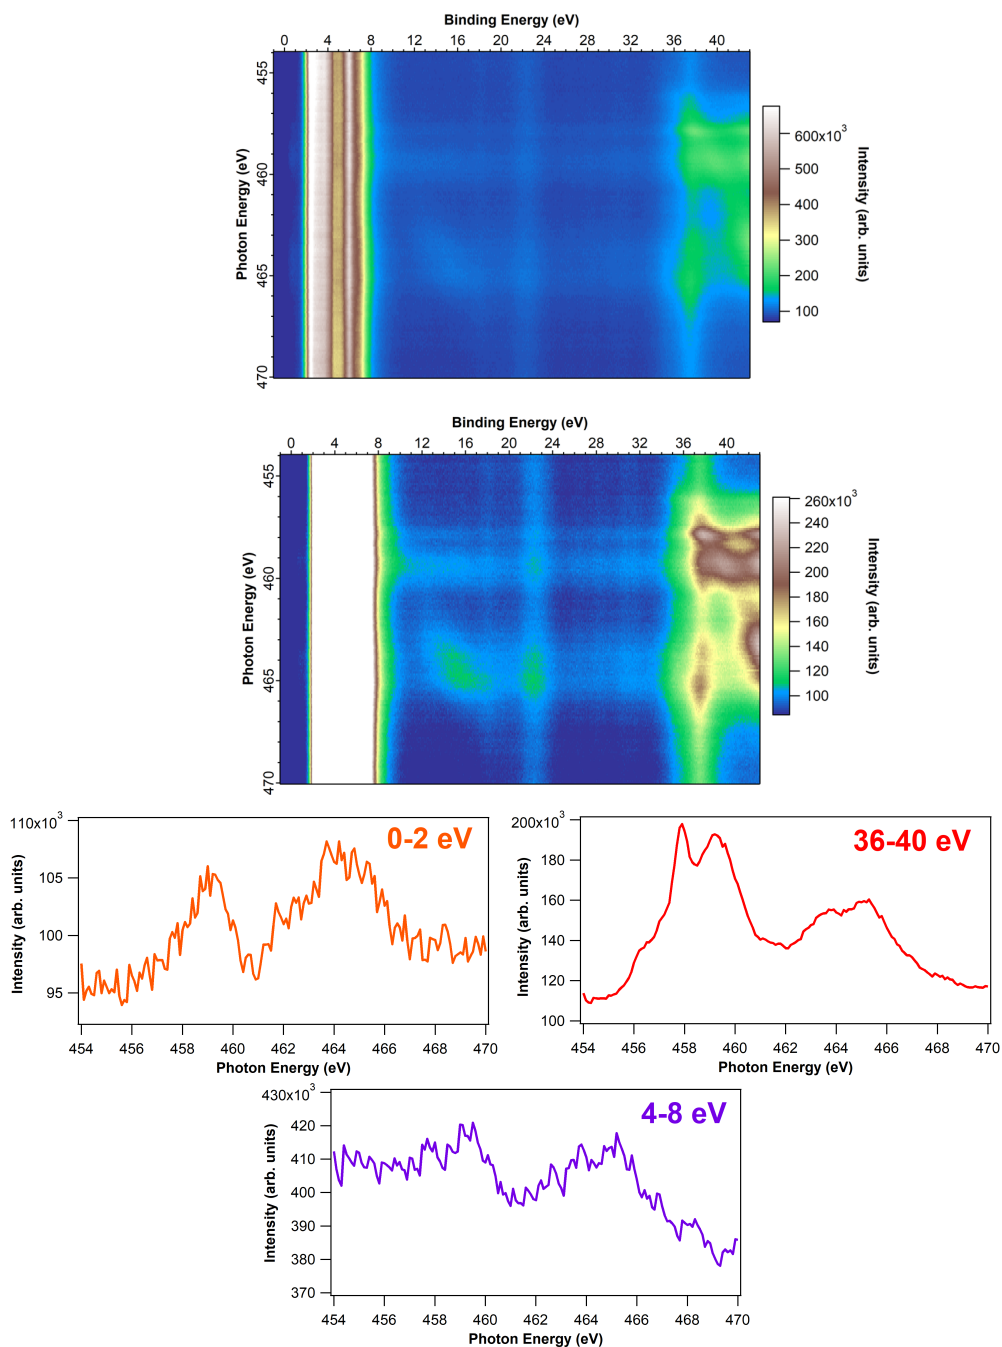 Binding Energy (eV)
0 4 8 12 16 20 24 28 32 36 40
Photon Energy (eV)
455
460
465
470
600x10³
500
400
300
200
100
Intensity (arb. units)
Binding Energy (eV)
0 4 8 12 16 20 24 28 32 36 40
Photon Energy (eV)
455
460
465
470
260x10³
240
220
200
180
160
140
120
100
Intensity (arb. units)
0-2 eV
110x10³
105
100
95
Intensity (arb. units)
454 456 458 460 462 464 466 468 470
Photon Energy (eV)
36-40 eV
200x10³
180
160
140
120
100
Intensity (arb. units)
454 456 458 460 462 464 466 468 470
Photon Energy (eV)
4-8 eV
430x10³
420
410
400
390
380
370
Intensity (arb. units)
454 456 458 460 462 464 466 468 470
Photon Energy (eV)